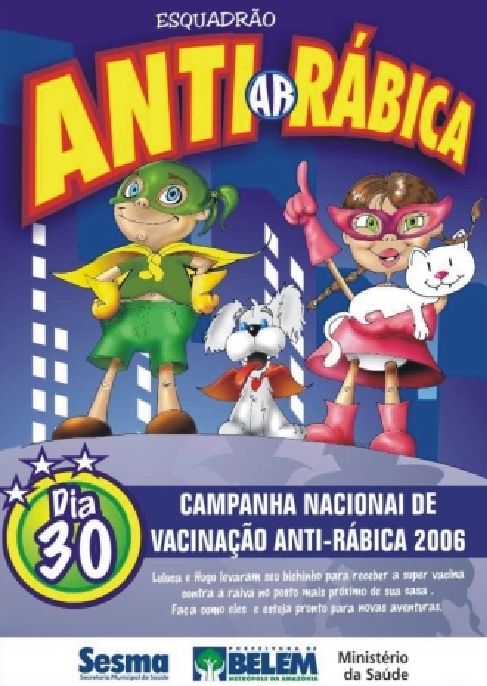 ESQUADRÃO
ANTI AR RÁBICA
Dia
30
CAMPANHA NACIONAL DE
VACINAÇÃO ANTI-RÁBICA 2006
Luluca e Hugo levaram seu bichinho para receber a super vacina
contra a raiva no posto mais próximo de sua casa .
Faça como eles e esteja pronto para novas aventuras.
Sesma
Secretaria Municipal de Saúde
PREFEITURA DE
BELEM
METRÓPOLE DA AMAZÔNIA
Ministério
da Saúde